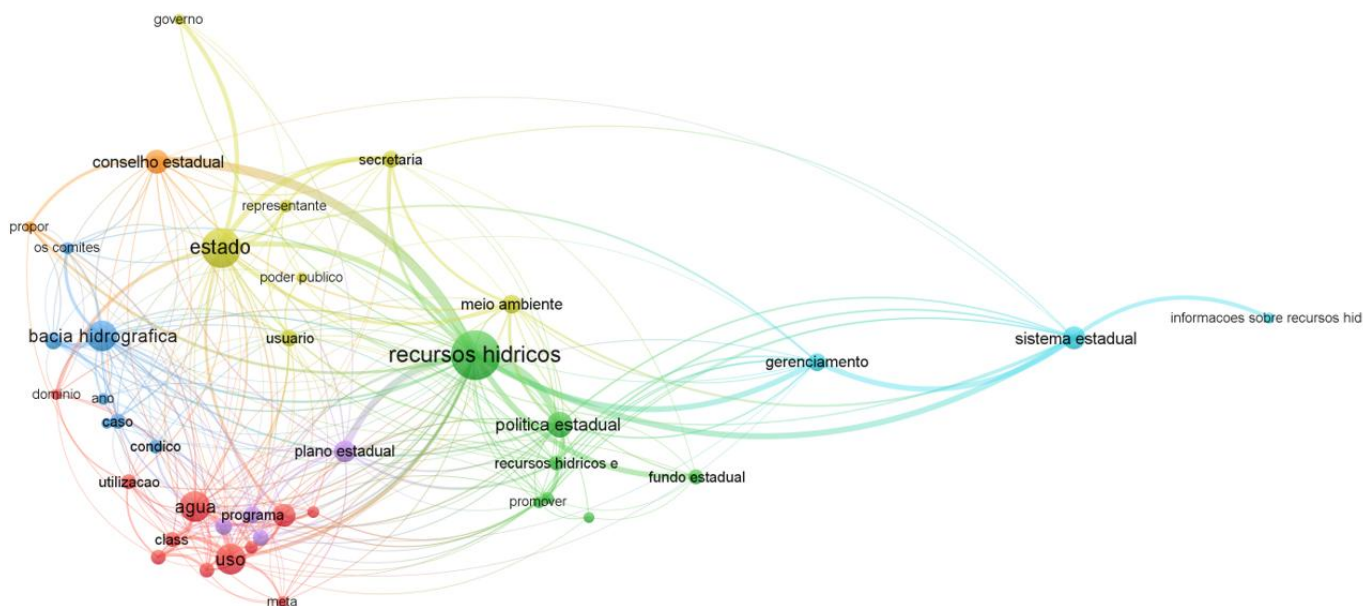 governo
conselho estadual
secretaria
representante
propor
os comites
estado
poder publico
meio ambiente
bacia hidrografica
usuario
recursos hidricos
gerenciamento
sistema estadual
informacoes sobre recursos hid
dominio
ano
caso
condico
plano estadual
politica estadual
recursos hidricos e
fundo estadual
utilizacao
promover
agua
programa
class
uso
meta